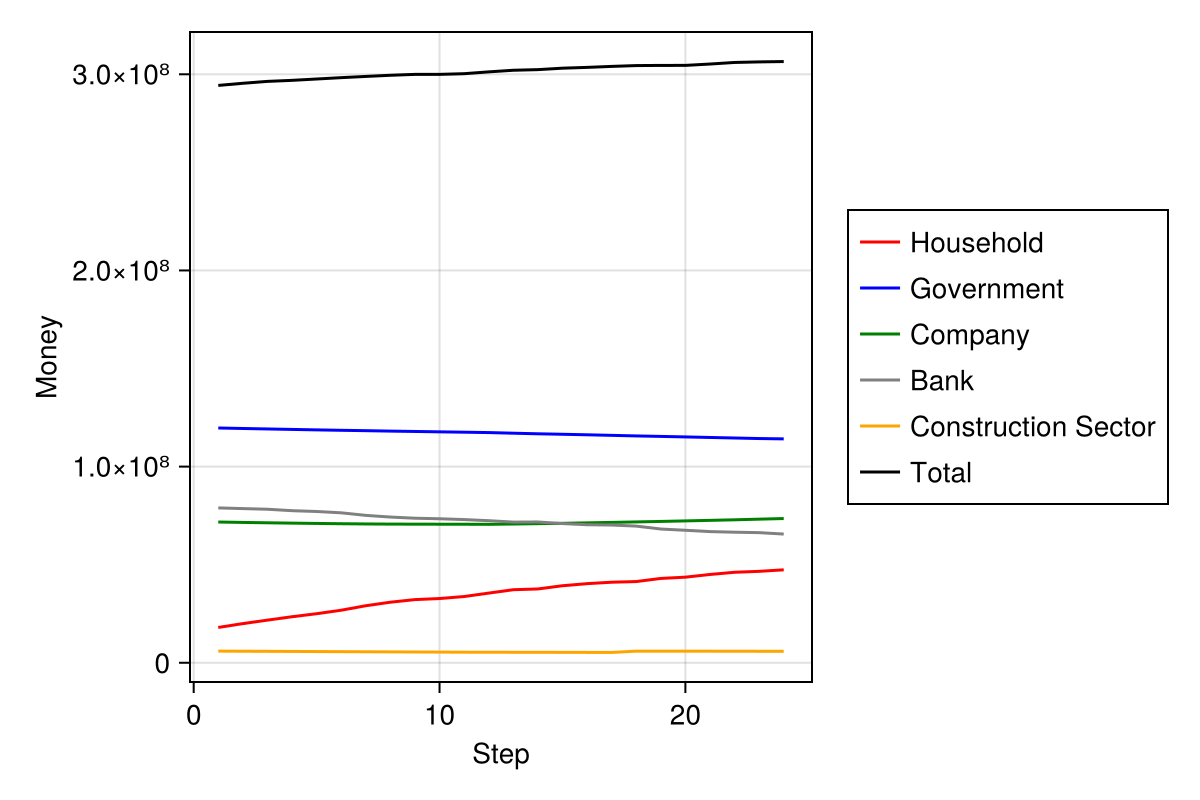 3.0×10⁸
2.0×10⁸
1.0×10⁸
0
Money
0
10
20
Step
Household
Government
Company
Bank
Construction Sector
Total